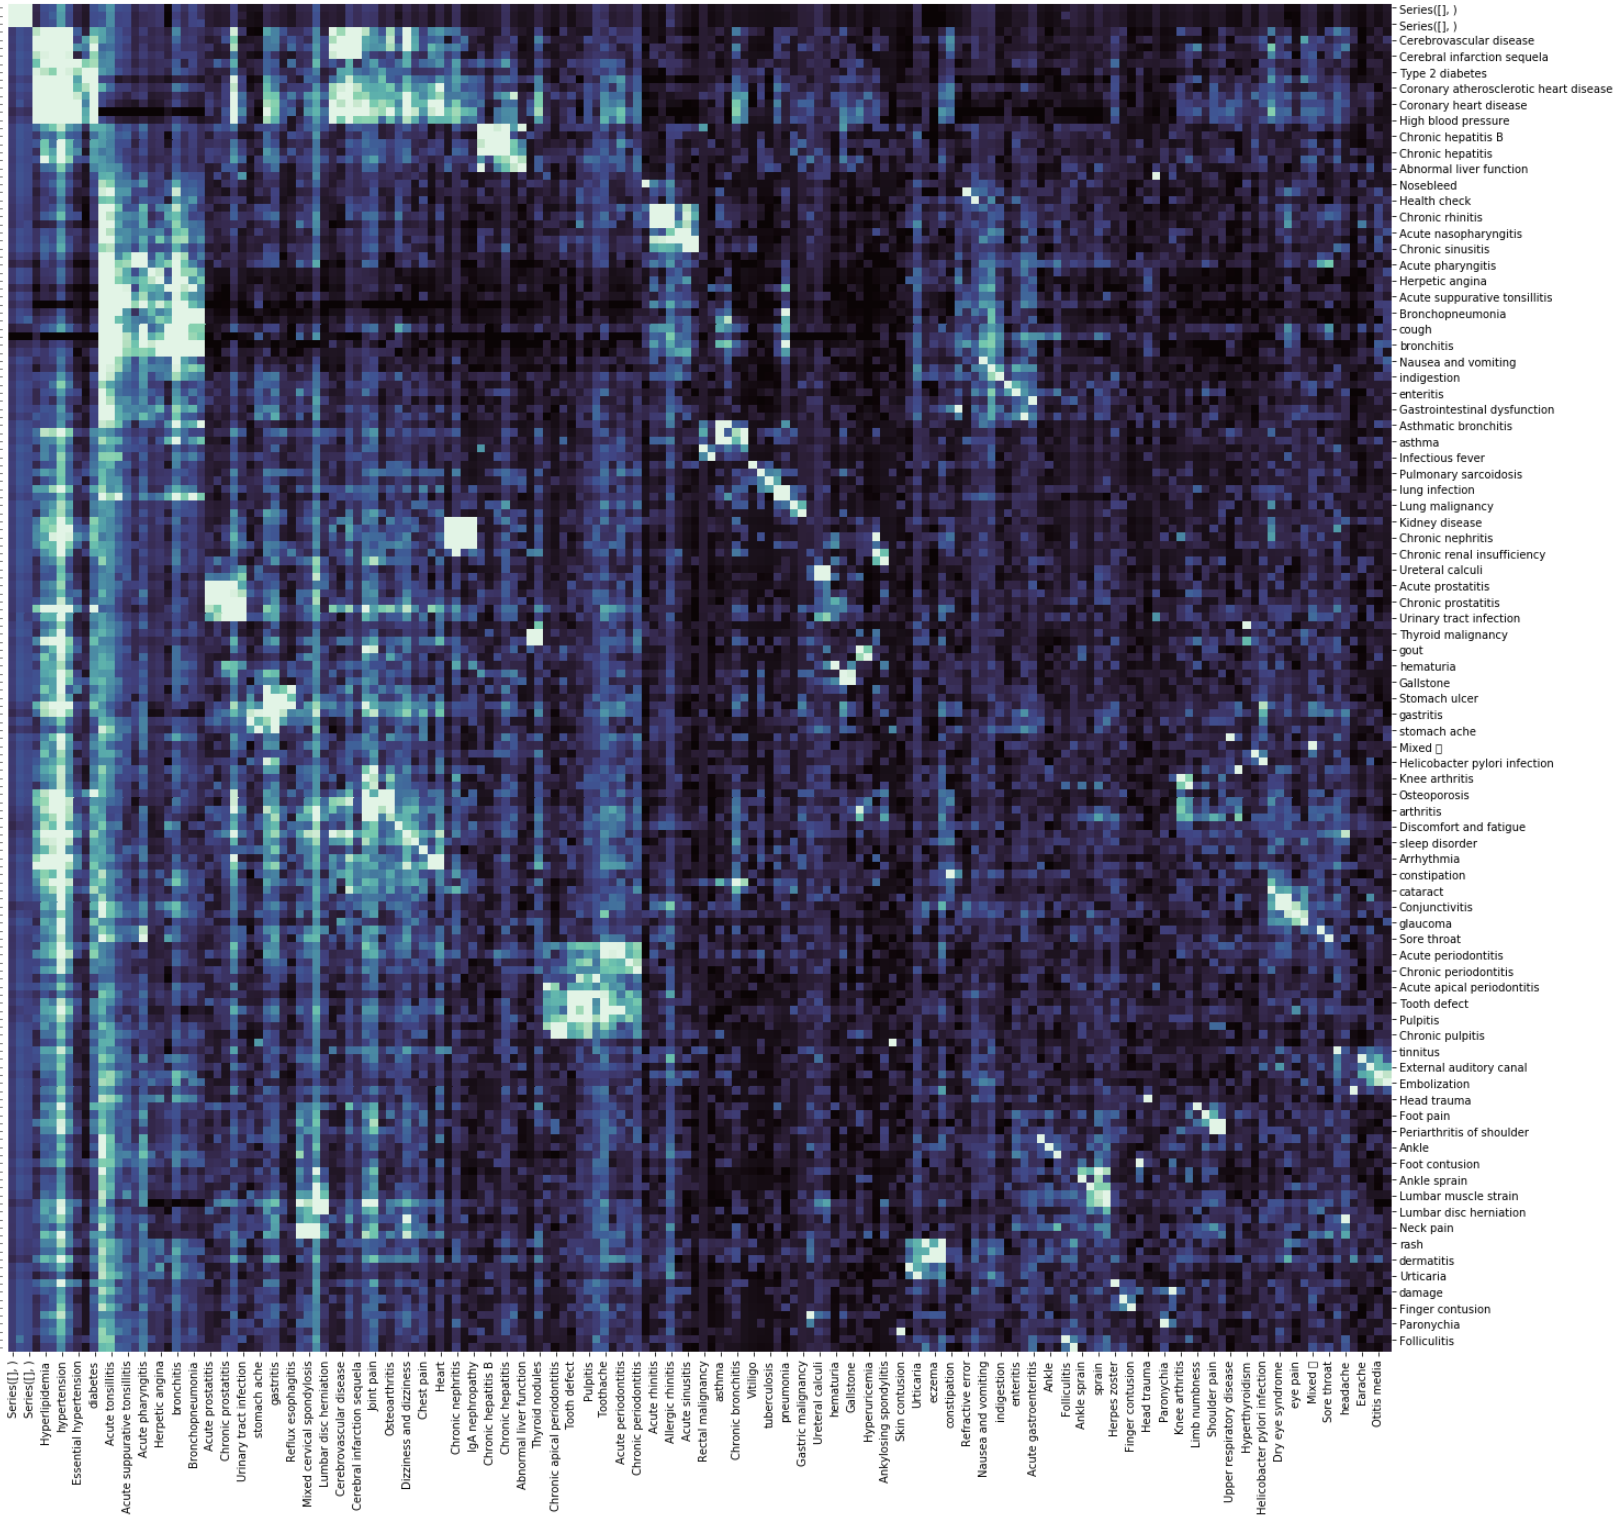 Series([], )
Series([], )
Cerebrovascular disease
Cerebral infarction sequela
Type 2 diabetes
Coronary atherosclerotic heart disease
Coronary heart disease
High blood pressure
Chronic hepatitis B
Chronic hepatitis
Abnormal liver function
Nosebleed
Health check
Chronic rhinitis
Acute nasopharyngitis
Chronic sinusitis
Acute pharyngitis
Herpetic angina
Acute suppurative tonsillitis
Bronchopneumonia
cough
bronchitis
Nausea and vomiting
indigestion
enteritis
Gastrointestinal dysfunction
Asthmatic bronchitis
asthma
Infectious fever
Pulmonary sarcoidosis
lung infection
Lung malignancy
Kidney disease
Chronic nephritis
Chronic renal insufficiency
Ureteral calculi
Acute prostatitis
Chronic prostatitis
Urinary tract infection
Thyroid malignancy
gout
hematuria
Gallstone
Stomach ulcer
gastritis
stomach ache
Mixed ▯
Helicobacter pylori infection
Knee arthritis
Osteoporosis
arthritis
Discomfort and fatigue
sleep disorder
Arrhythmia
constipation
cataract
Conjunctivitis
glaucoma
Sore throat
Acute periodontitis
Chronic periodontitis
Acute apical periodontitis
Tooth defect
Pulpitis
Chronic pulpitis
tinnitus
External auditory canal
Embolization
Head trauma
Foot pain
Periarthritis of shoulder
Ankle
Foot contusion
Ankle sprain
Lumbar muscle strain
Lumbar disc herniation
Neck pain
rash
dermatitis
Urticaria
damage
Finger contusion
Paronychia
Folliculitis
Series([], )
Series([], )
Hyperlipidemia
hypertension
Essential hypertension
diabetes
Acute tonsillitis
Acute suppurative tonsillitis
Acute pharyngitis
Herpetic angina
bronchitis
Bronchopneumonia
Acute prostatitis
Chronic prostatitis
Urinary tract infection
stomach ache
gastritis
Reflux esophagitis
Mixed cervical spondylosis
Lumbar disc herniation
Cerebrovascular disease
Cerebral infarction sequela
Joint pain
Osteoarthritis
Dizziness and dizziness
Chest pain
Heart
Chronic nephritis
IgA nephropathy
Chronic hepatitis B
Chronic hepatitis
Abnormal liver function
Thyroid nodules
Chronic apical periodontitis
Tooth defect
Pulpitis
Toothache
Acute periodontitis
Chronic periodontitis
Acute rhinitis
Allergic rhinitis
Acute sinusitis
Rectal malignancy
asthma
Chronic bronchitis
Vitiligo
tuberculosis
pneumonia
Gastric malignancy
Ureteral calculi
hematuria
Gallstone
Hyperuricemia
Ankylosing spondylitis
Skin contusion
Urticaria
eczema
constipation
Refractive error
Nausea and vomiting
indigestion
enteritis
Acute gastroenteritis
Ankle
Folliculitis
Ankle sprain
sprain
Herpes zoster
Finger contusion
Head trauma
Paronychia
Knee arthritis
Limb numbness
Shoulder pain
Upper respiratory disease
Hyperthyroidism
Helicobacter pylori infection
Dry eye syndrome
eye pain
Mixed ▯
Sore throat
headache
Earache
Otitis media